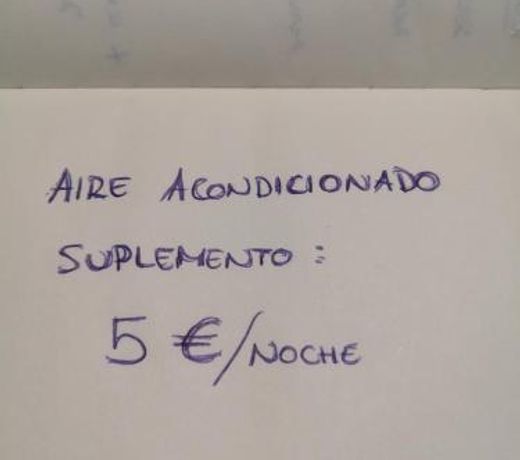 AIRE ACONDICIONADO
SUPLEMENTO :
5 €/NOCHE